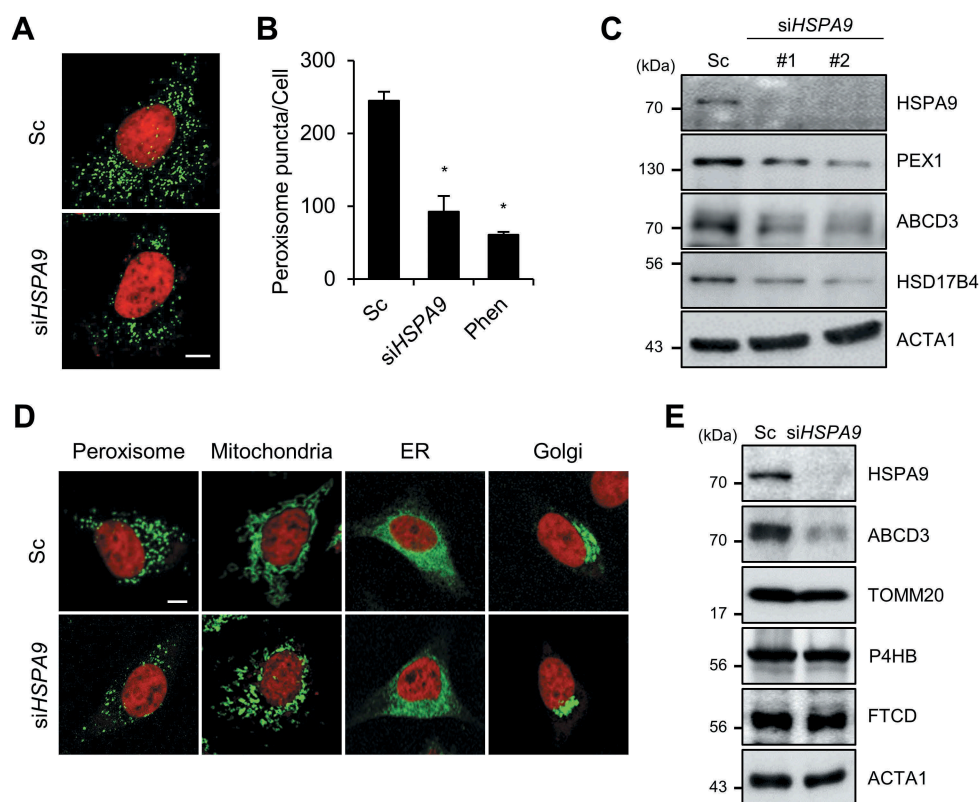 A
Sc
siHSPA9
B
Peroxisome puncta/Cell
300
200
100
0
Sc
siHSPA9
Phen
*
*
C
siHSPA9
(kDa)
Sc
#1
#2
70
HSPA9
130
PEX1
70
ABCD3
56
HSD17B4
43
ACTA1
D
Peroxisome
Mitochondria
ER
Golgi
Sc
siHSPA9
E
(kDa)
Sc
siHSPA9
70
HSPA9
70
ABCD3
17
TOMM20
56
P4HB
56
FTCD
43
ACTA1